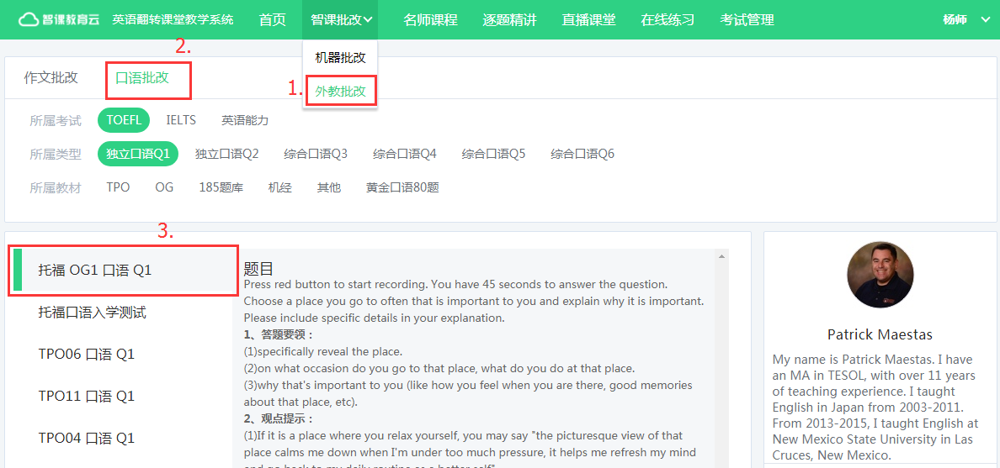 智课教育云 英语翻转课堂教学系统 首页 智课批改 名师课程 逐题精讲 直播课堂 在线练习 考试管理 杨帅
2.
机器批改
作文批改 口语批改 1. 外教批改
所属考试 TOEFL IELTS 英语能力
所属类型 独立口语Q1 独立口语Q2 综合口语Q3 综合口语Q4 综合口语Q5 综合口语Q6
所属教材 TPO OG 185题库 机经 其他 黄金口语80题
3.
托福 OG1 口语 Q1
托福口语入学测试
TPO06 口语 Q1
TPO11 口语 Q1
TPO04 口语 Q1
题目
Press red button to start recording. You have 45 seconds to answer the question.
Choose a place you go to often that is important to you and explain why it is important.
Please include specific details in your explanation.
1、答题要领：
(1)specifically reveal the place.
(2)on what occasion do you go to that place, what do you do at that place.
(3)why that's important to you (like how you feel when you are there, good memories
about that place, etc).
2、观点提示：
(1)If it is a place where you relax yourself, you may say "the picturesque view of that
place calms me down when I'm under too much pressure, it helps me refresh my mind
and go back to my daily routine as a better self"
Patrick Maestas
My name is Patrick Maestas. I have
an MA in TESOL, with over 11 years
of teaching experience. I taught
English in Japan from 2003-2011.
From 2013-2015, I taught English at
New Mexico State University in Las
Cruces, New Mexico.